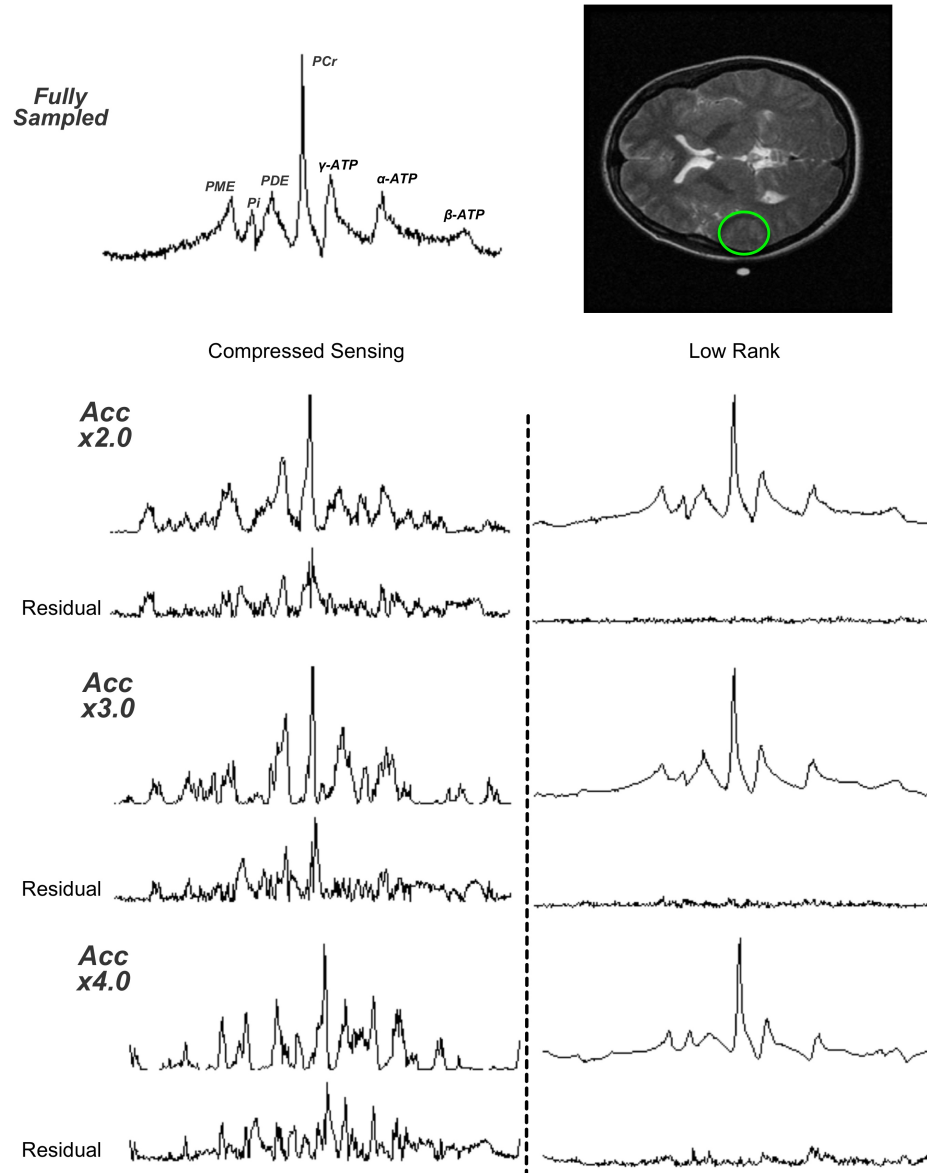 Fully
Sampled
PCr
PME
Pi
PDE
γ-ATP
α-ATP
β-ATP
Compressed Sensing
Low Rank
Acc
x2.0
Residual
Acc
x3.0
Residual
Acc
x4.0
Residual